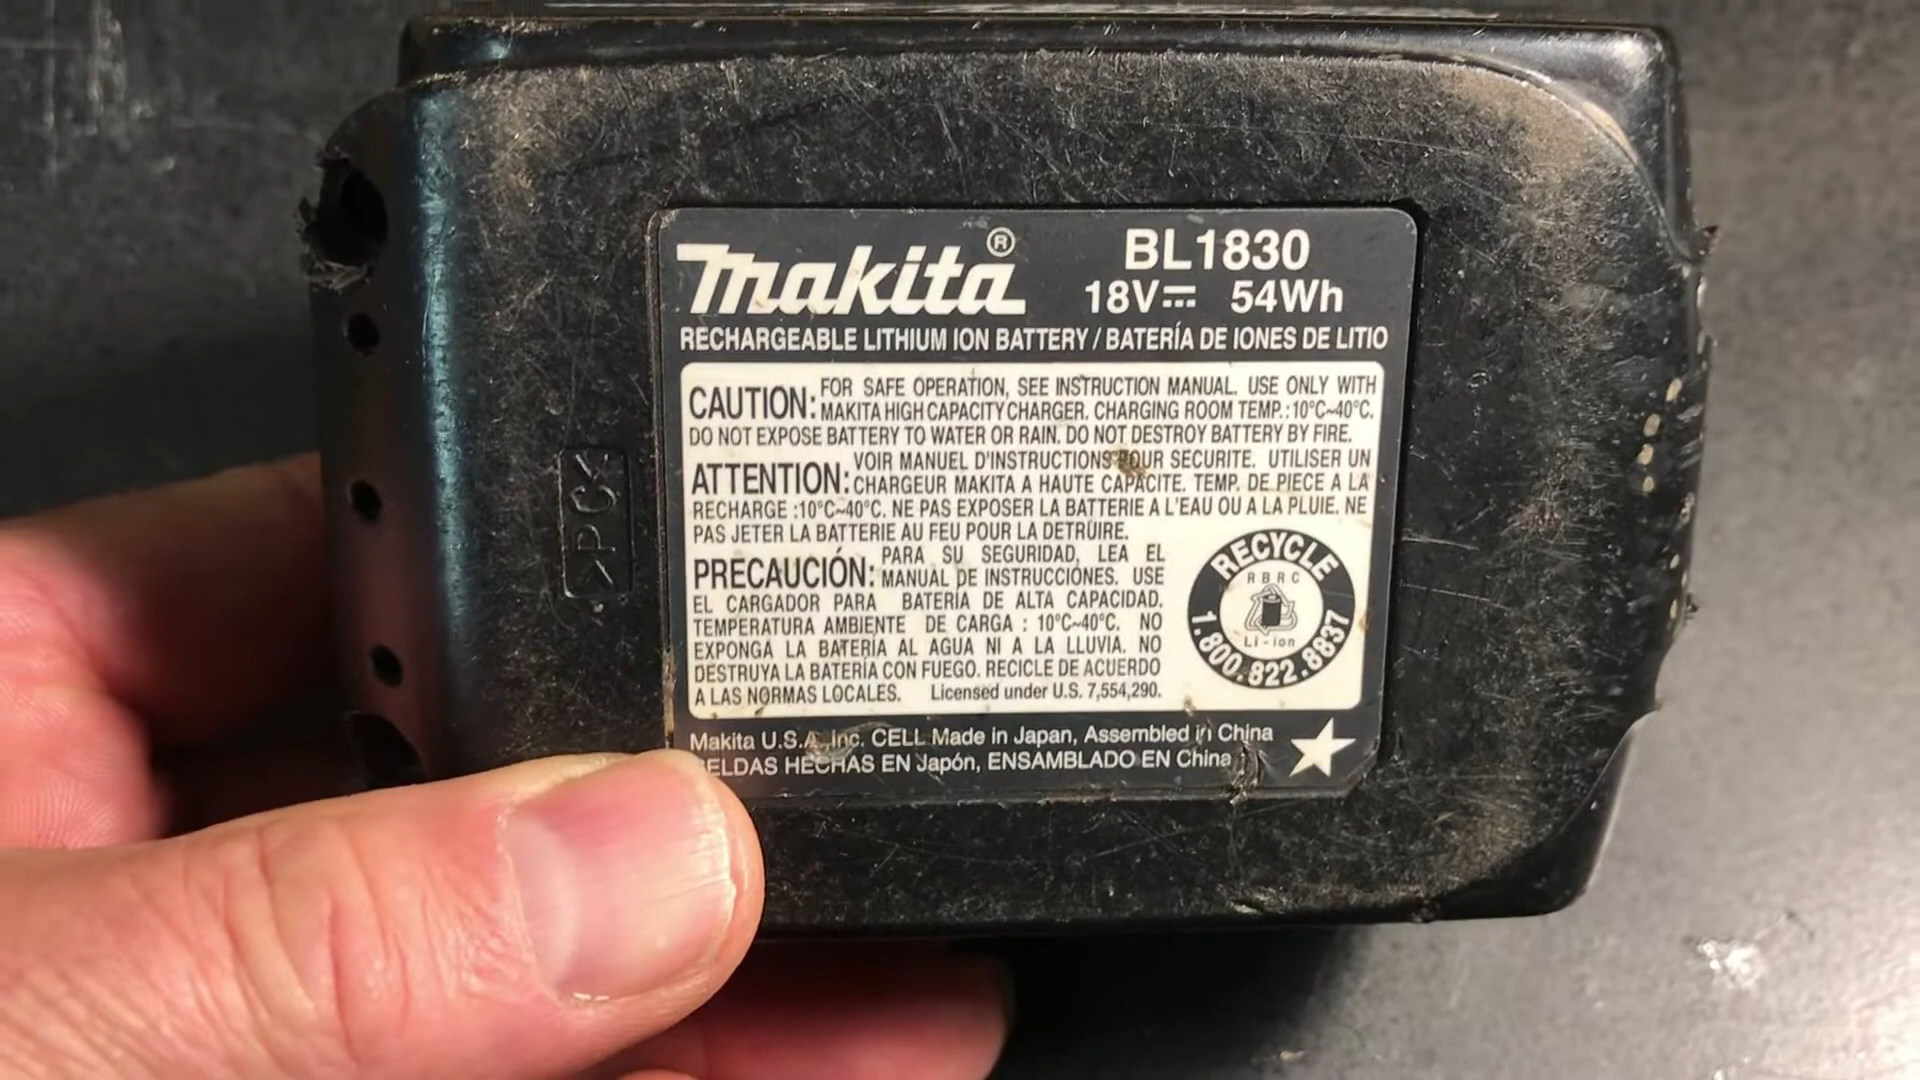 makita® BL1830
18V 54Wh
RECHARGEABLE LITHIUM ION BATTERY / BATERÍA DE IONES DE LITIO
CAUTION: FOR SAFE OPERATION, SEE INSTRUCTION MANUAL. USE ONLY WITH
MAKITA HIGH CAPACITY CHARGER. CHARGING ROOM TEMP.:10°C~40°C.
DO NOT EXPOSE BATTERY TO WATER OR RAIN. DO NOT DESTROY BATTERY BY FIRE.
ATTENTION: VOIR MANUEL D'INSTRUCTIONS POUR SECURITE. UTILISER UN
CHARGEUR MAKITA A HAUTE CAPACITE. TEMP. DE PIECE A LA
RECHARGE :10°C~40°C. NE PAS EXPOSER LA BATTERIE A L'EAU OU A LA PLUIE. NE
PAS JETER LA BATTERIE AU FEU POUR LA DETRUIRE.
PRECAUCIÓN: PARA SU SEGURIDAD, LEA EL
MANUAL DE INSTRUCCIONES. USE
EL CARGADOR PARA BATERÍA DE ALTA CAPACIDAD.
TEMPERATURA AMBIENTE DE CARGA : 10°C~40°C. NO
EXPONGA LA BATERÍA AL AGUA NI A LA LLUVIA. NO
DESTRUYA LA BATERÍA CON FUEGO. RECICLE DE ACUERDO
A LAS NORMAS LOCALES. Licensed under U.S. 7,554,290.
RECYCLE
RBRC
Li-ion
1.800.822.8837
Makita U.S.A., Inc. CELL Made in Japan, Assembled in China
ELDAS HECHAS EN Japón, ENSAMBLADO EN China
>PC<